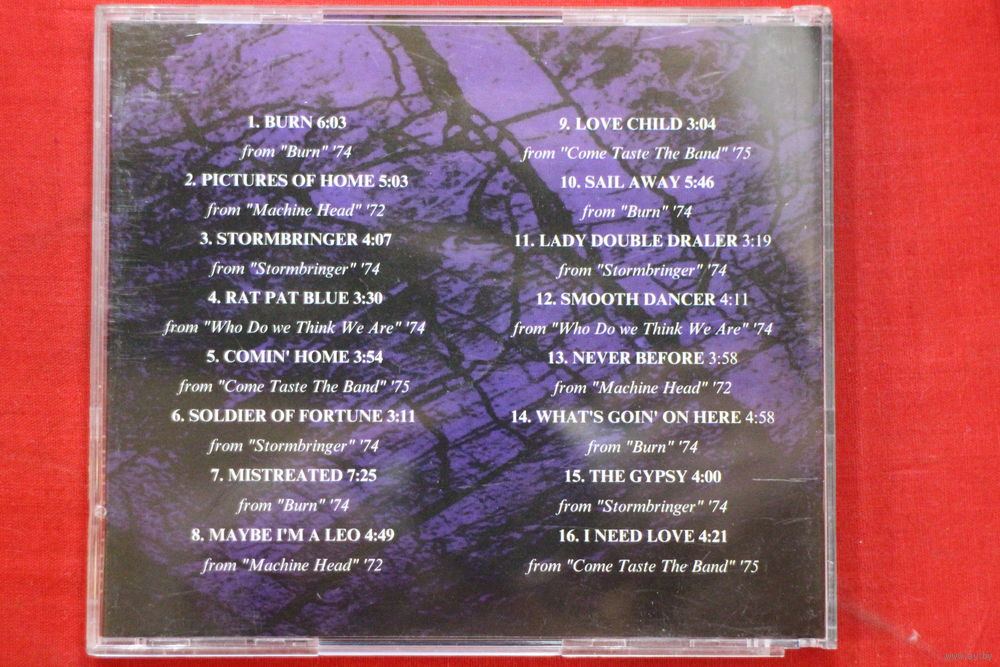 1. BURN 6:03
from "Burn" '74
2. PICTURES OF HOME 5:03
from "Machine Head" '72
3. STORMBRINGER 4:07
from "Stormbringer" '74
4. RAT PAT BLUE 3:30
from "Who Do we Think We Are" '74
5. COMIN' HOME 3:54
from "Come Taste The Band" '75
6. SOLDIER OF FORTUNE 3:11
from "Stormbringer" '74
7. MISTREATED 7:25
from "Burn" '74
8. MAYBE I'M A LEO 4:49
from "Machine Head" '72
9. LOVE CHILD 3:04
from "Come Taste The Band" '75
10. SAIL AWAY 5:46
from "Burn" '74
11. LADY DOUBLE DRALER 3:19
from "Stormbringer" '74
12. SMOOTH DANCER 4:11
from "Who Do we Think We Are" '74
13. NEVER BEFORE 3:58
from "Machine Head" '72
14. WHAT'S GOIN' ON HERE 4:58
from "Burn" '74
15. THE GYPSY 4:00
from "Stormbringer" '74
16. I NEED LOVE 4:21
from "Come Taste The Band" '75
www.ay.by